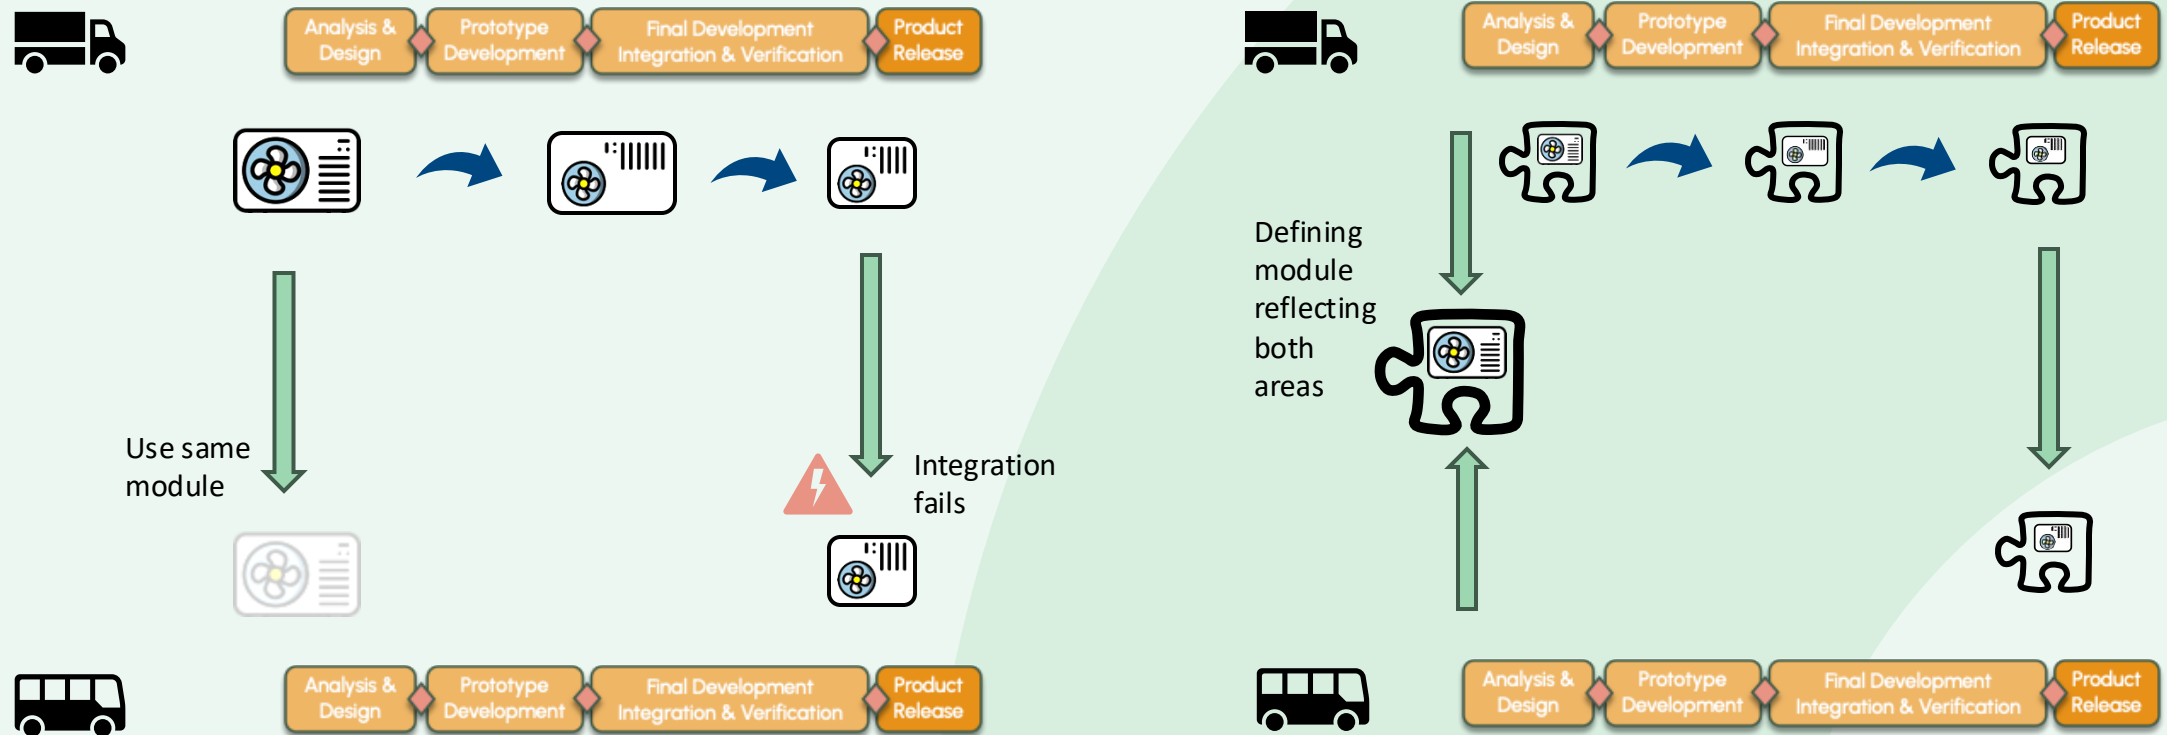 Analysis &
Design
Prototype
Development
Final Development
Integration & Verification
Product
Release
Use same
module
Integration
fails
Analysis &
Design
Prototype
Development
Final Development
Integration & Verification
Product
Release
Analysis &
Design
Prototype
Development
Final Development
Integration & Verification
Product
Release
Defining
module
reflecting
both
areas
Analysis &
Design
Prototype
Development
Final Development
Integration & Verification
Product
Release